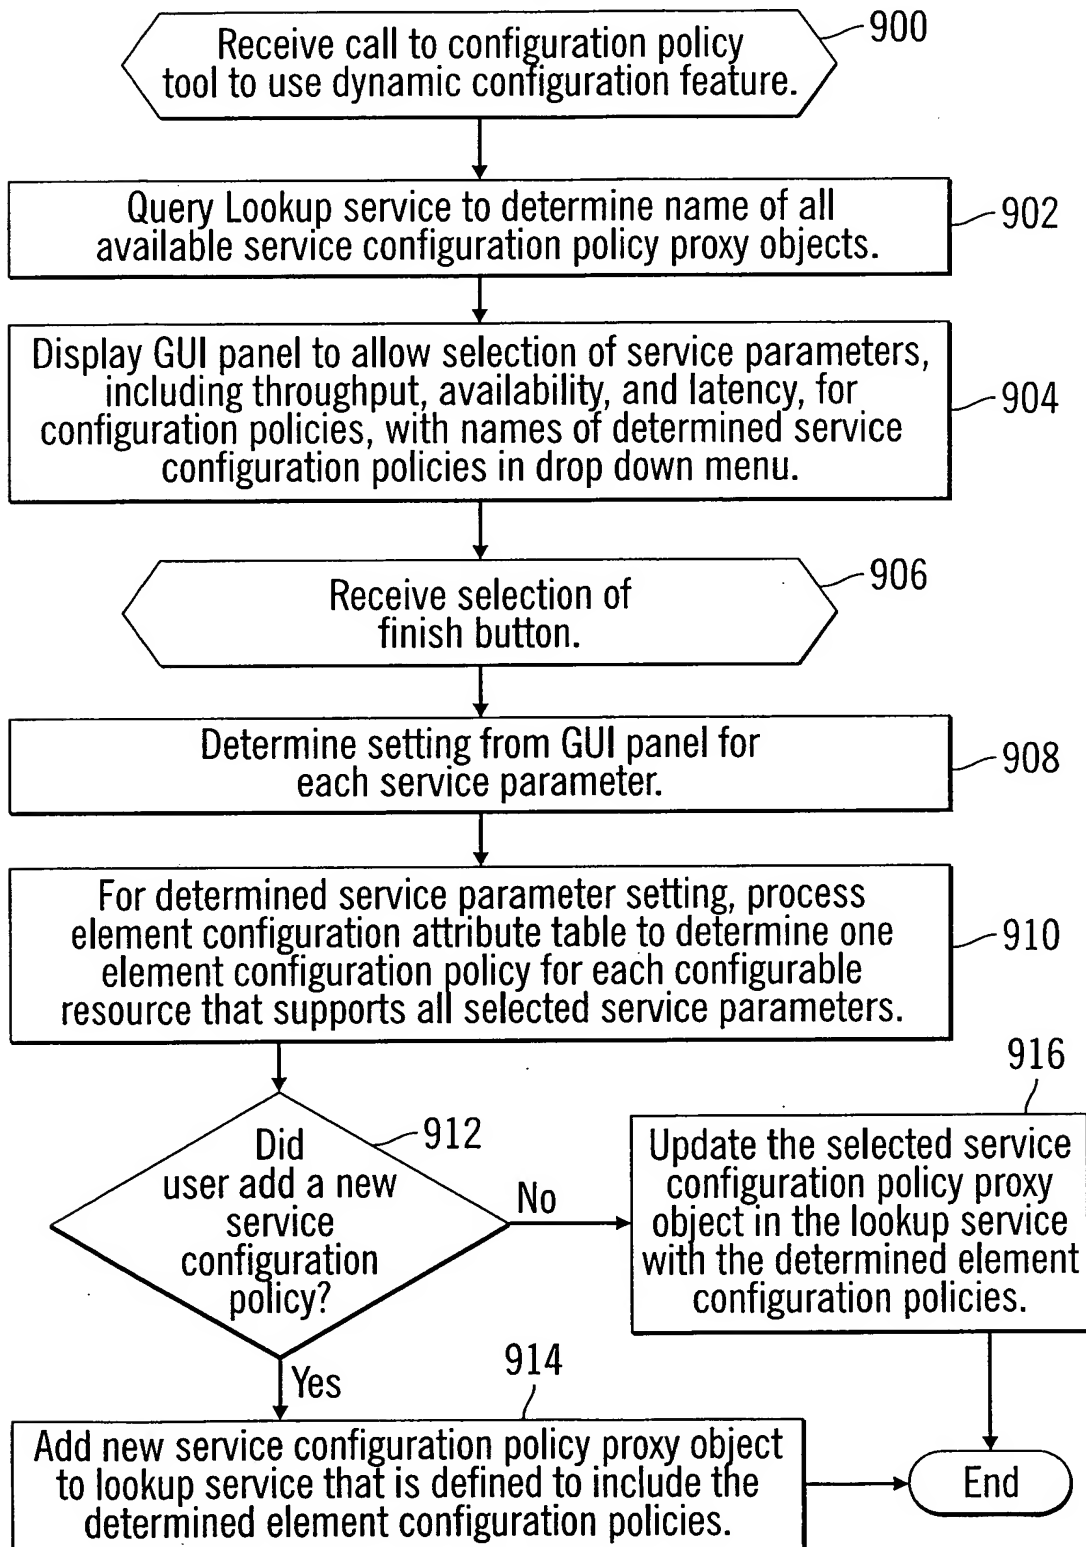 Receive call to configuration policy
tool to use dynamic configuration feature.
900
Query Lookup service to determine name of all
available service configuration policy proxy objects.
902
Display GUI panel to allow selection of service parameters,
including throughput, availability, and latency, for
configuration policies, with names of determined service
configuration policies in drop down menu.
904
Receive selection of
finish button.
906
Determine setting from GUI panel for
each service parameter.
908
For determined service parameter setting, process
element configuration attribute table to determine one
element configuration policy for each configurable
resource that supports all selected service parameters.
910
Did
user add a new
service
configuration
policy?
912
No
916
Update the selected service
configuration policy proxy
object in the lookup service
with the determined element
configuration policies.
Yes
914
Add new service configuration policy proxy object
to lookup service that is defined to include the
determined element configuration policies.
End